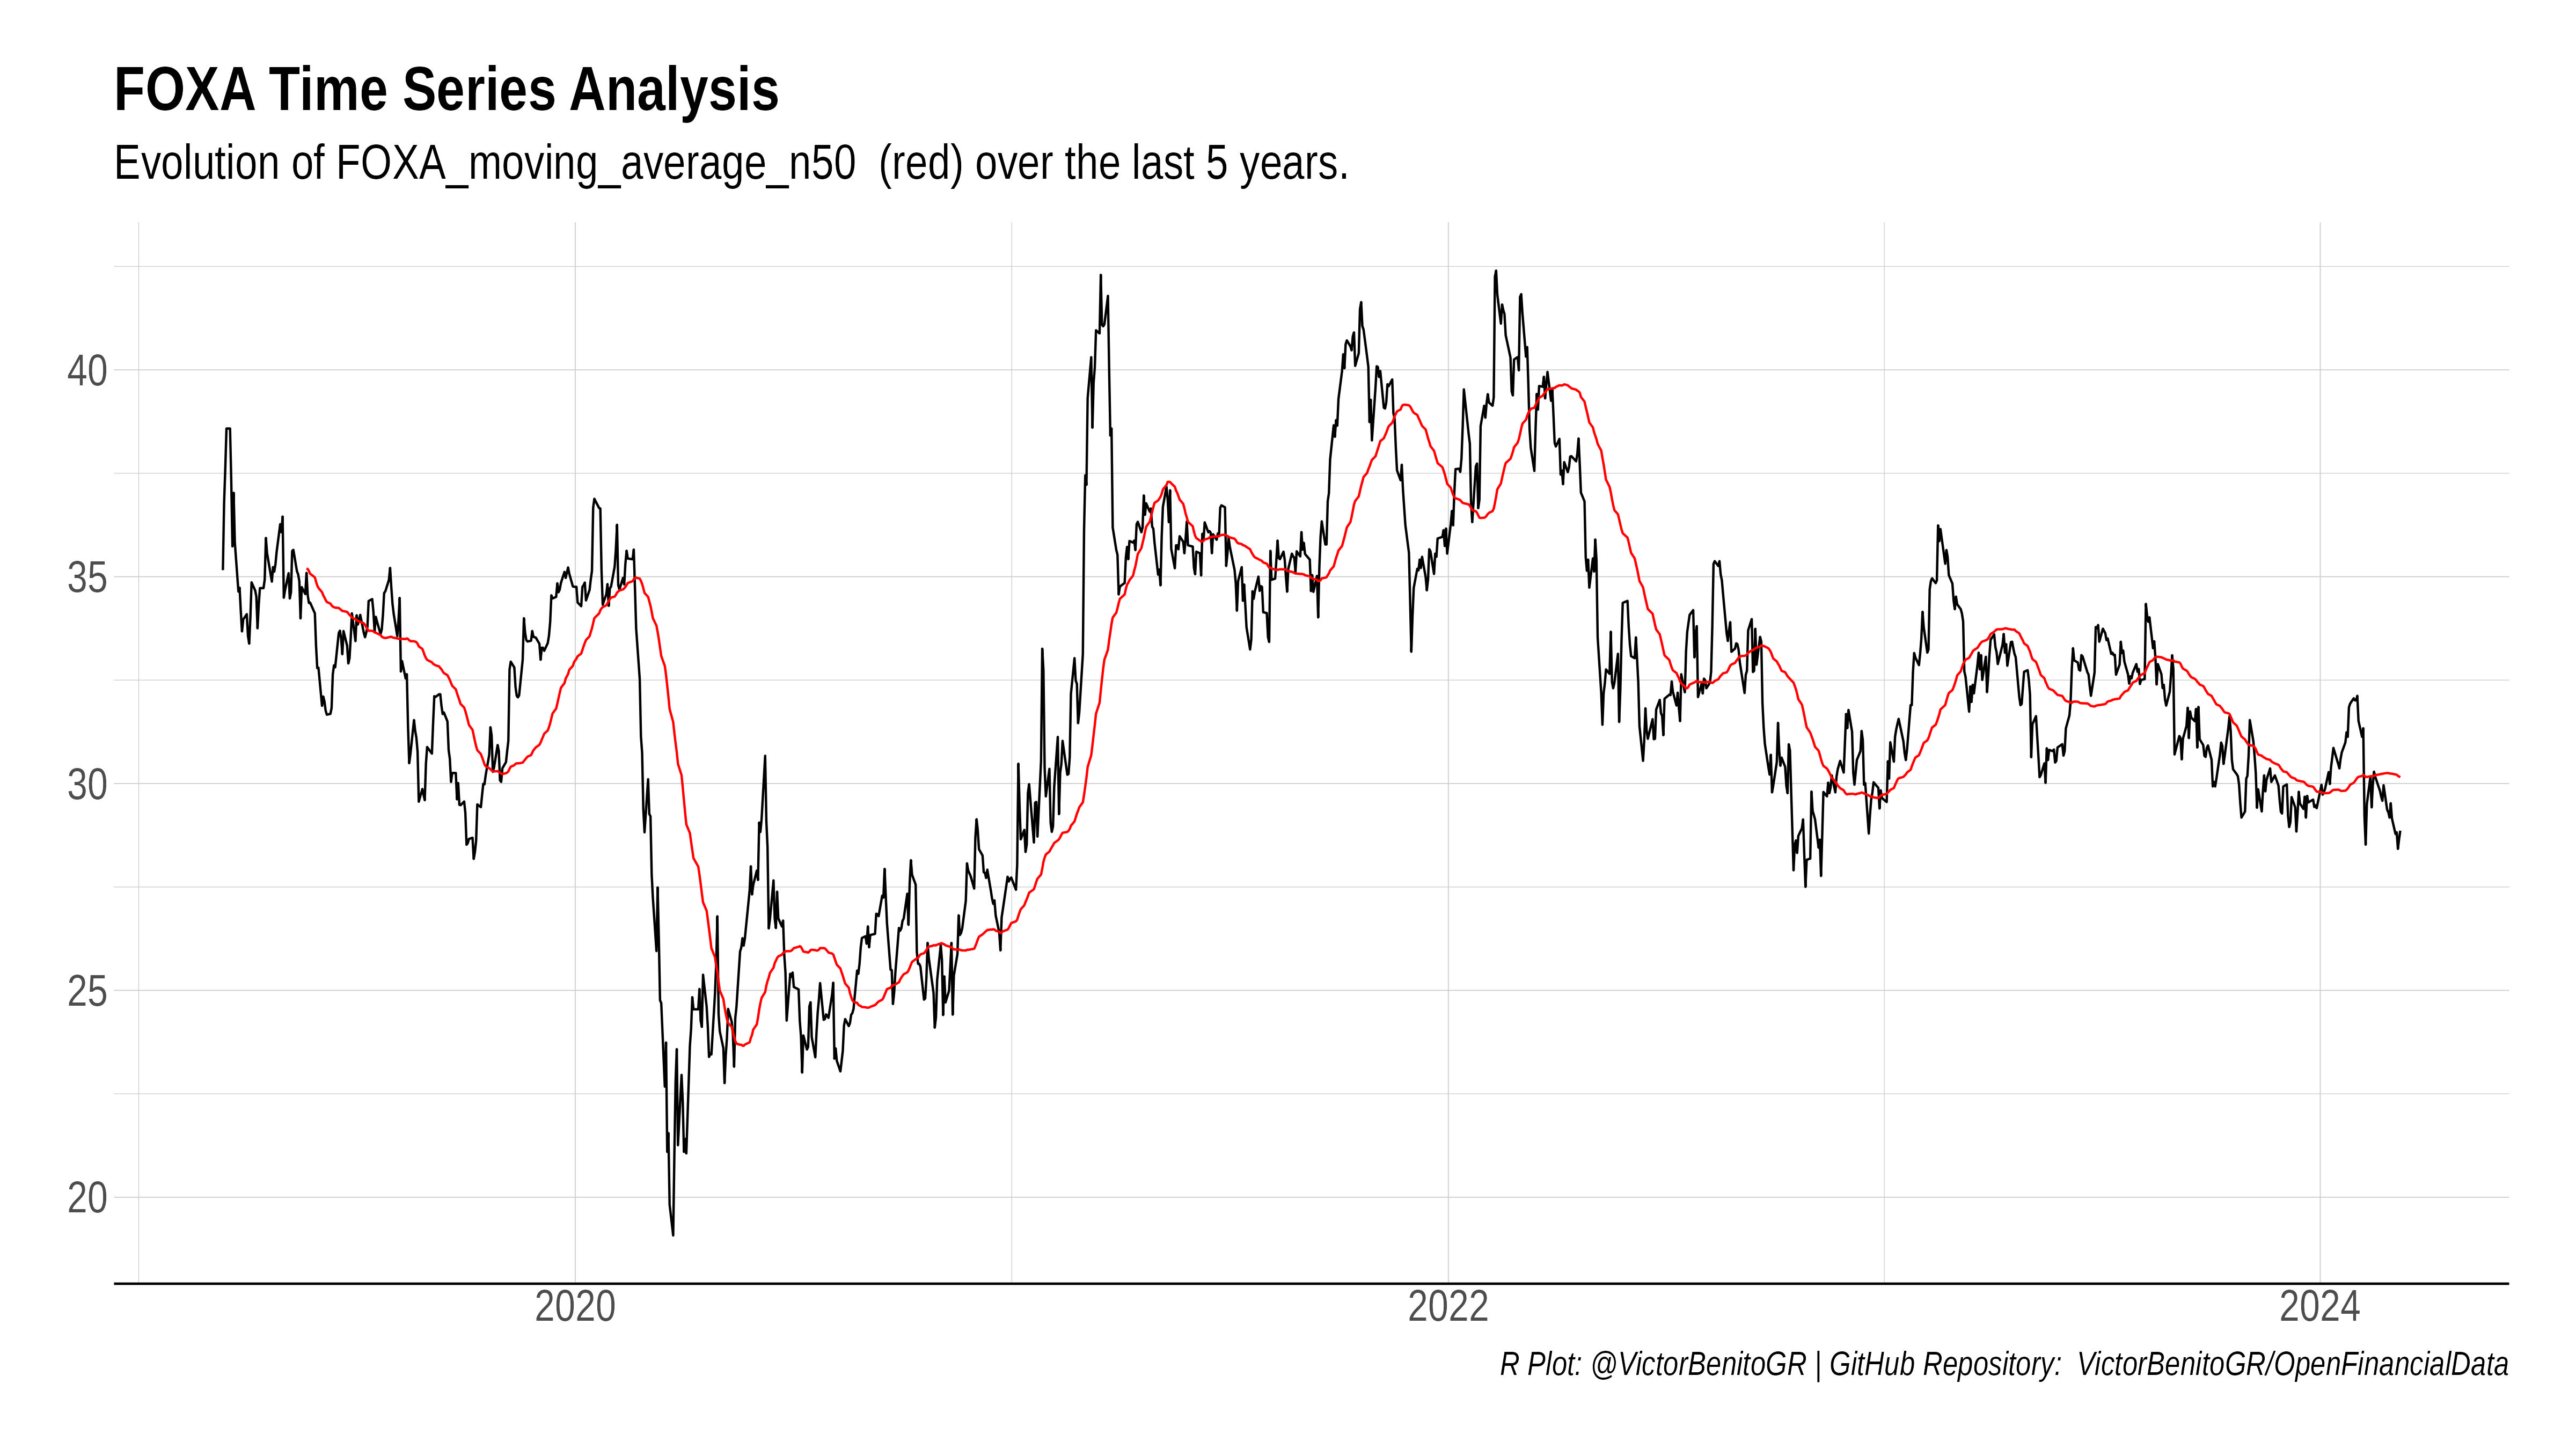 FOXA Time Series Analysis
Evolution of FOXA_moving_average_n50  (red) over the last 5 years.
40
35
30
25
20
2020 2022 2024
R Plot: @VictorBenitoGR | GitHub Repository:  VictorBenitoGR/OpenFinancialData